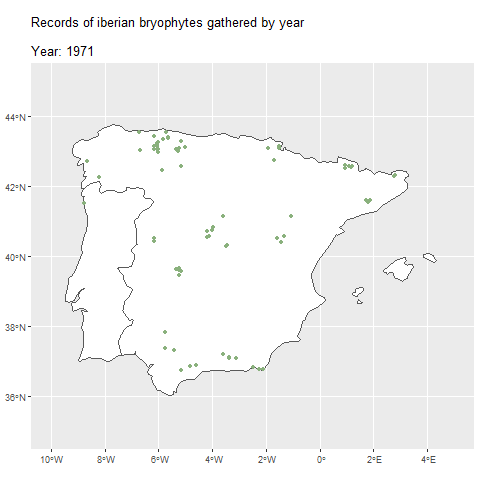 Records of iberian bryophytes gathered by year
Year: 1971
44°N
42°N
40°N
38°N
36°N
10°W 8°W 6°W 4°W 2°W 0° 2°E 4°E